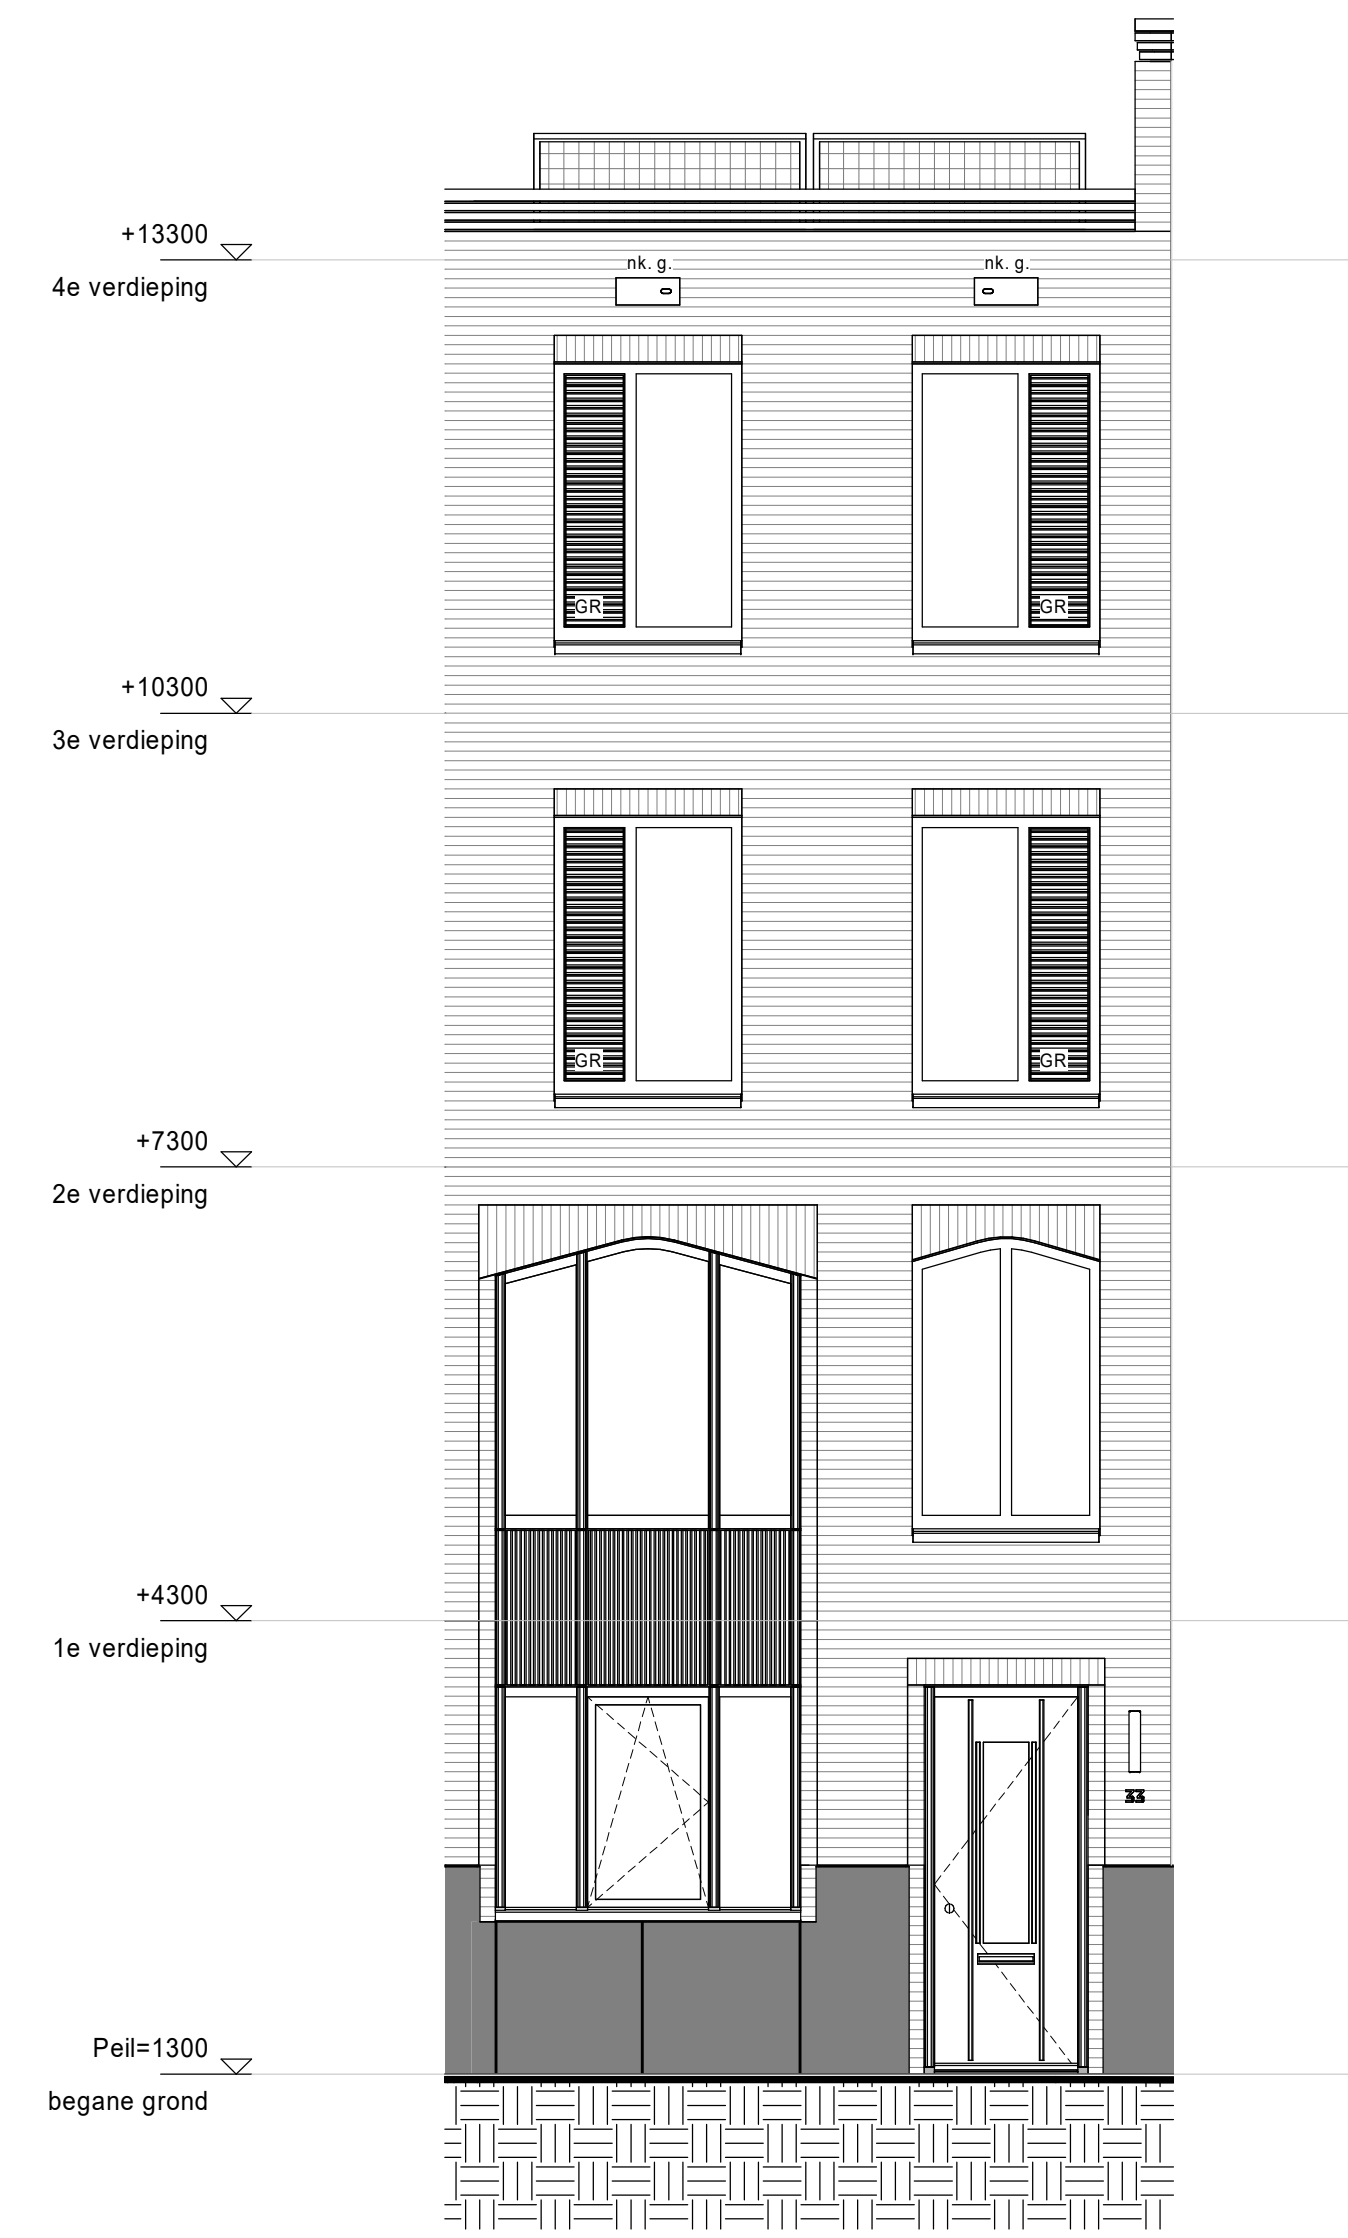 +13300
4e verdieping
nk. g.
nk. g.
GR
GR
+10300
3e verdieping
GR
GR
+7300
2e verdieping
+4300
1e verdieping
33
Peil=1300
begane grond